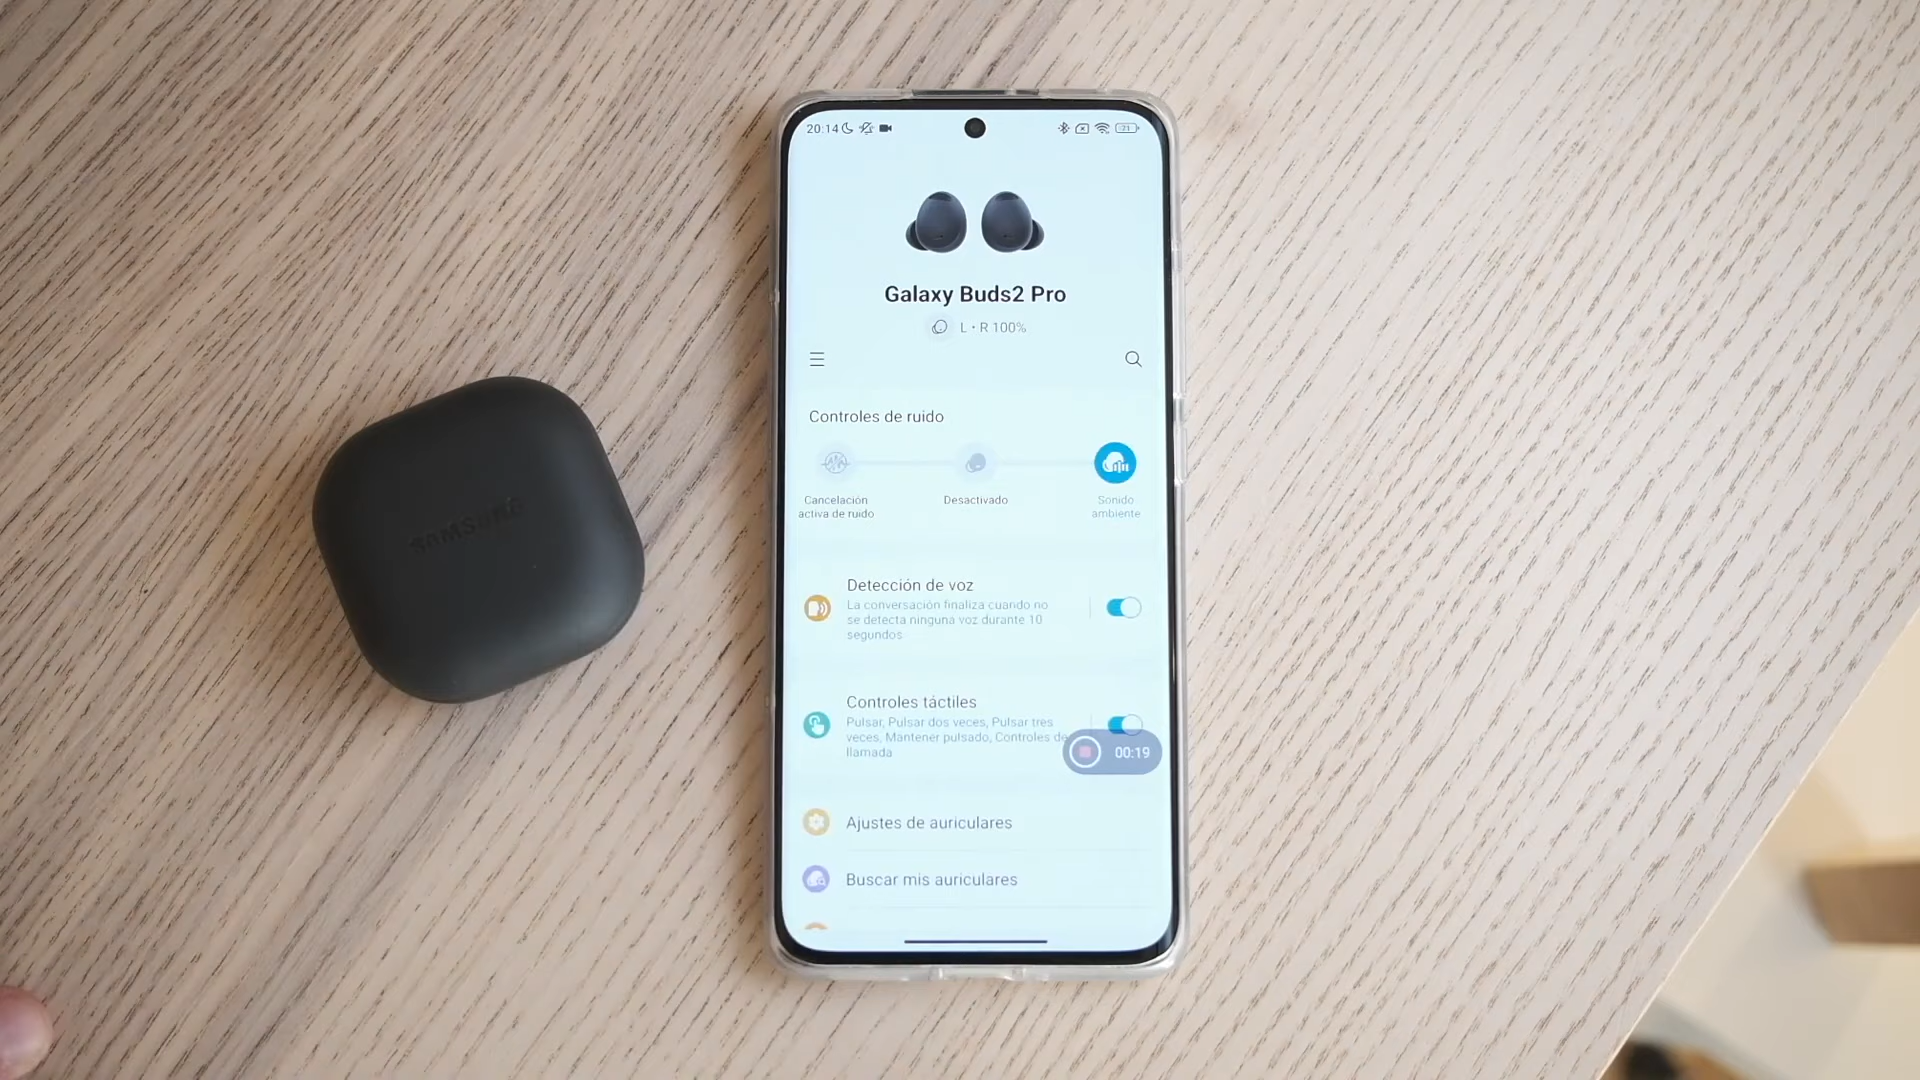 20:14
21
Galaxy Buds2 Pro
L • R 100%
Controles de ruido
Cancelación
activa de ruido
Desactivado
Sonido
ambiente
Detección de voz
La conversación finaliza cuando no
se detecta ninguna voz durante 10
segundos
Controles táctiles
Pulsar, Pulsar dos veces, Pulsar tres
veces, Mantener pulsado, Controles de
llamada
00:19
Ajustes de auriculares
Buscar mis auriculares
SAMSUNG